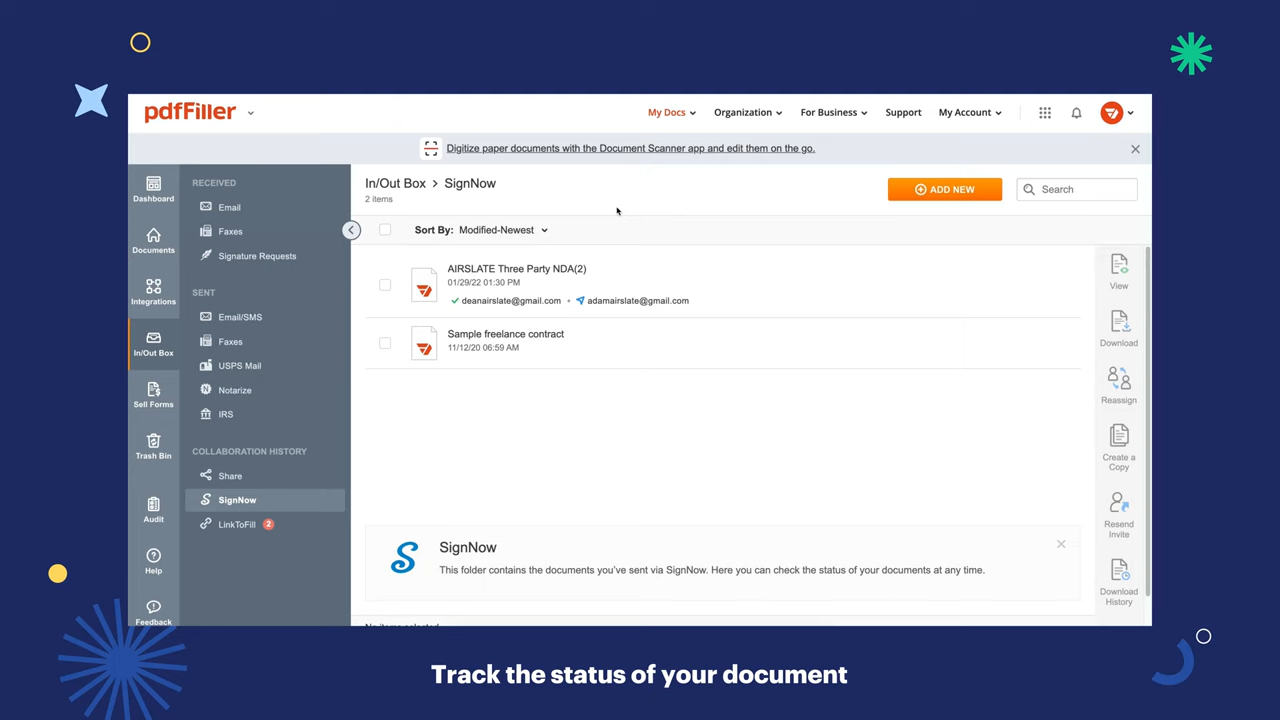 pdfFiller
My Docs
Organization
For Business
Support
My Account
Digitize paper documents with the Document Scanner app and edit them on the go.
Dashboard
Documents
Integrations
In/Out Box
Sell Forms
Trash Bin
Audit
Help
Feedback
RECEIVED
Email
Faxes
Signature Requests
SENT
Email/SMS
Faxes
USPS Mail
Notarize
IRS
COLLABORATION HISTORY
Share
SignNow
LinkToFill 2
In/Out Box > SignNow
2 items
ADD NEW
Search
Sort By: Modified-Newest
AIRSLATE Three Party NDA(2)
01/29/22 01:30 PM
deanairslate@gmail.com • adamairslate@gmail.com
Sample freelance contract
11/12/20 06:59 AM
SignNow
This folder contains the documents you've sent via SignNow. Here you can check the status of your documents at any time.
No items selected
View
Download
Reassign
Create a
Copy
Resend
Invite
Download
History
Track the status of your document